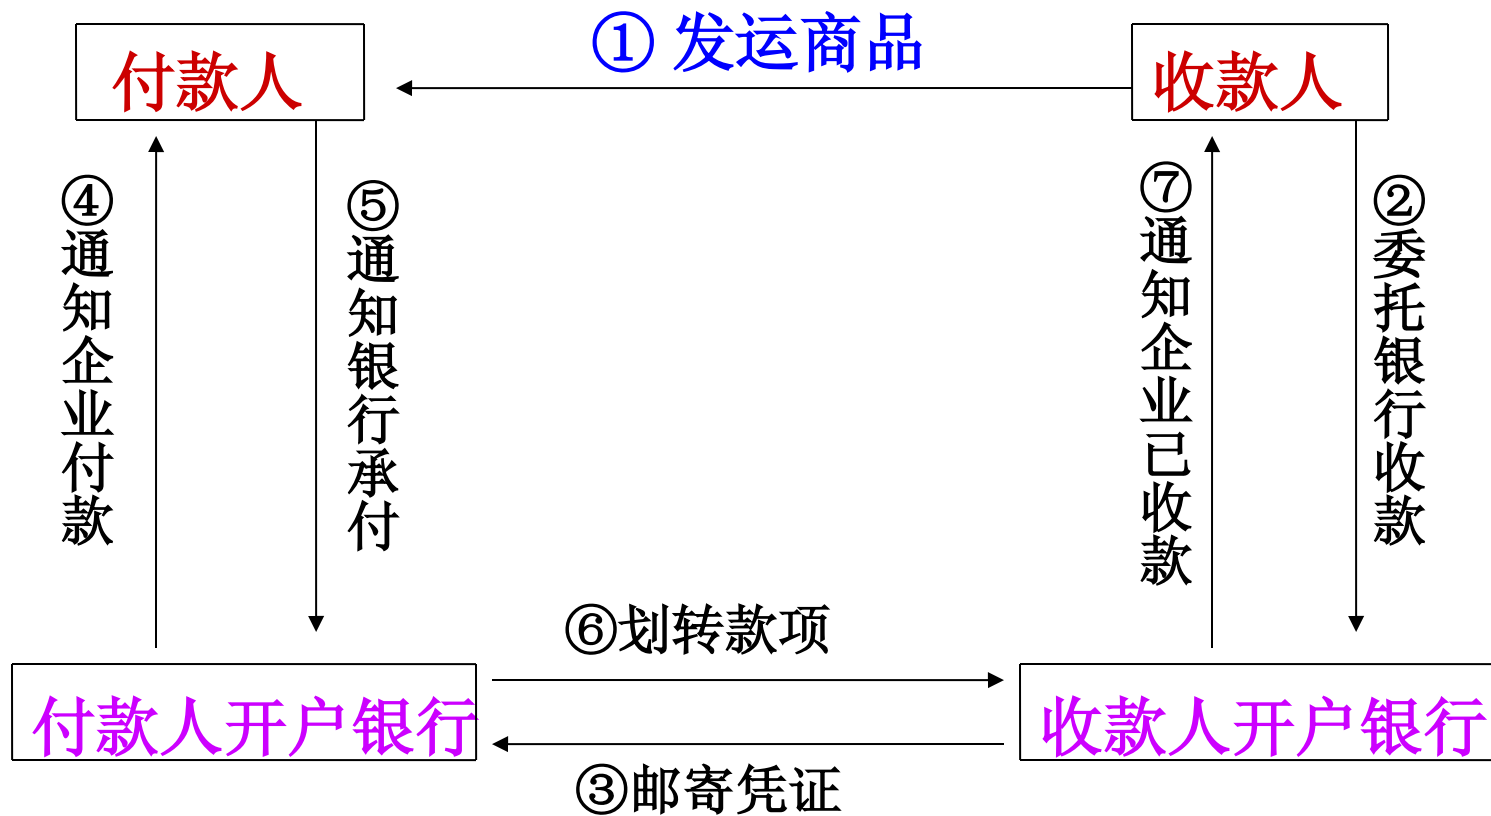 ① 发运商品
付款人
收款人
④通知企业付款
⑤通知银行承付
⑦通知企业已收款
②委托银行收款
⑥划转款项
付款人开户银行
收款人开户银行
③邮寄凭证